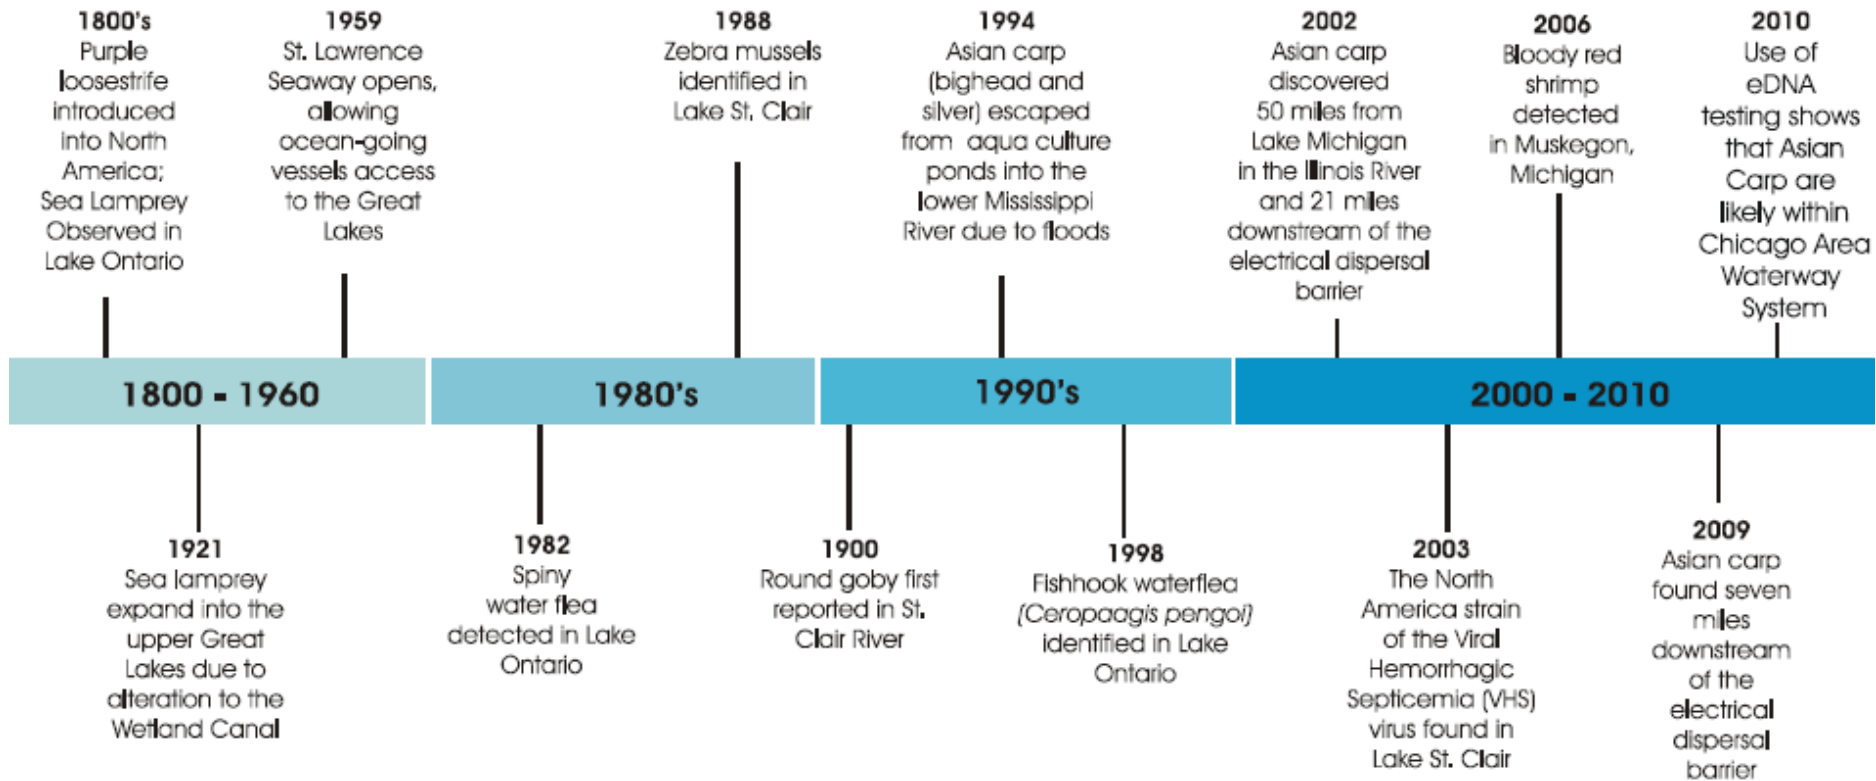 1800's
Purple
loosestrife
introduced
into North
America;
Sea Lamprey
Observed in
Lake Ontario
1959
St. Lawrence
Seaway opens,
allowing
ocean-going
vessels access
to the Great
Lakes
1988
Zebra mussels
identified in
Lake St. Clair
1994
Asian carp
(bighead and
silver) escaped
from aqua culture
ponds into the
lower Mississippi
River due to floods
2002
Asian carp
discovered
50 miles from
Lake Michigan
in the Illinois River
and 21 miles
downstream of the
electrical dispersal
barrier
2006
Bloody red
shrimp
detected
in Muskegon,
Michigan
2010
Use of
eDNA
testing shows
that Asian
Carp are
likely within
Chicago Area
Waterway
System
1800 - 1960
1980's
1990's
2000 - 2010
1921
Sea lamprey
expand into the
upper Great
Lakes due to
alteration to the
Wetland Canal
1982
Spiny
water flea
detected in Lake
Ontario
1900
Round goby first
reported in St.
Clair River
1998
Fishhook waterflea
(Ceropaagis pengoi)
identified in Lake
Ontario
2003
The North
America strain
of the Viral
Hemorrhagic
Septicemia (VHS)
virus found in
Lake St. Clair
2009
Asian carp
found seven
miles
downstream
of the
electrical
dispersal
barrier